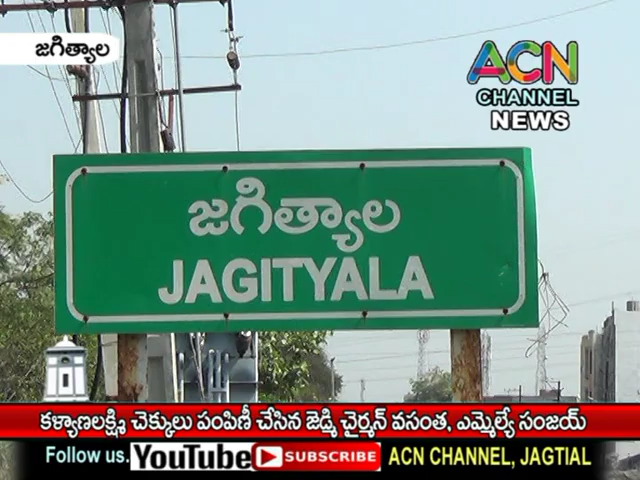 జగిత్యాల
ACN
CHANNEL
NEWS
జగిత్యాల
JAGITYALA
కళ్యాణలక్ష్మి చెక్కులు పంపిణీ చేసిన జెడ్పి చైర్మన్ వసంత, ఎమ్మెల్యే సంజయ్
Follow us. YouTube SUBSCRIBE ACN CHANNEL, JAGTIAL